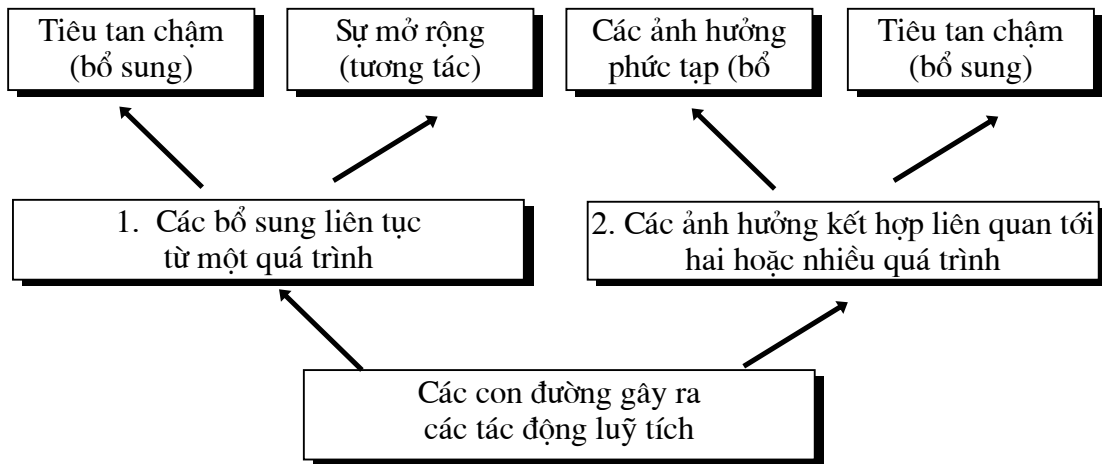 Tiêu tan chậm
(bổ sung)
Sự mở rộng
(tương tác)
Các ảnh hưởng
phức tạp (bổ
Tiêu tan chậm
(bổ sung)
1. Các bổ sung liên tục
từ một quá trình
2. Các ảnh hưởng kết hợp liên quan tới
hai hoặc nhiều quá trình
Các con đường gây ra
các tác động luỹ tích